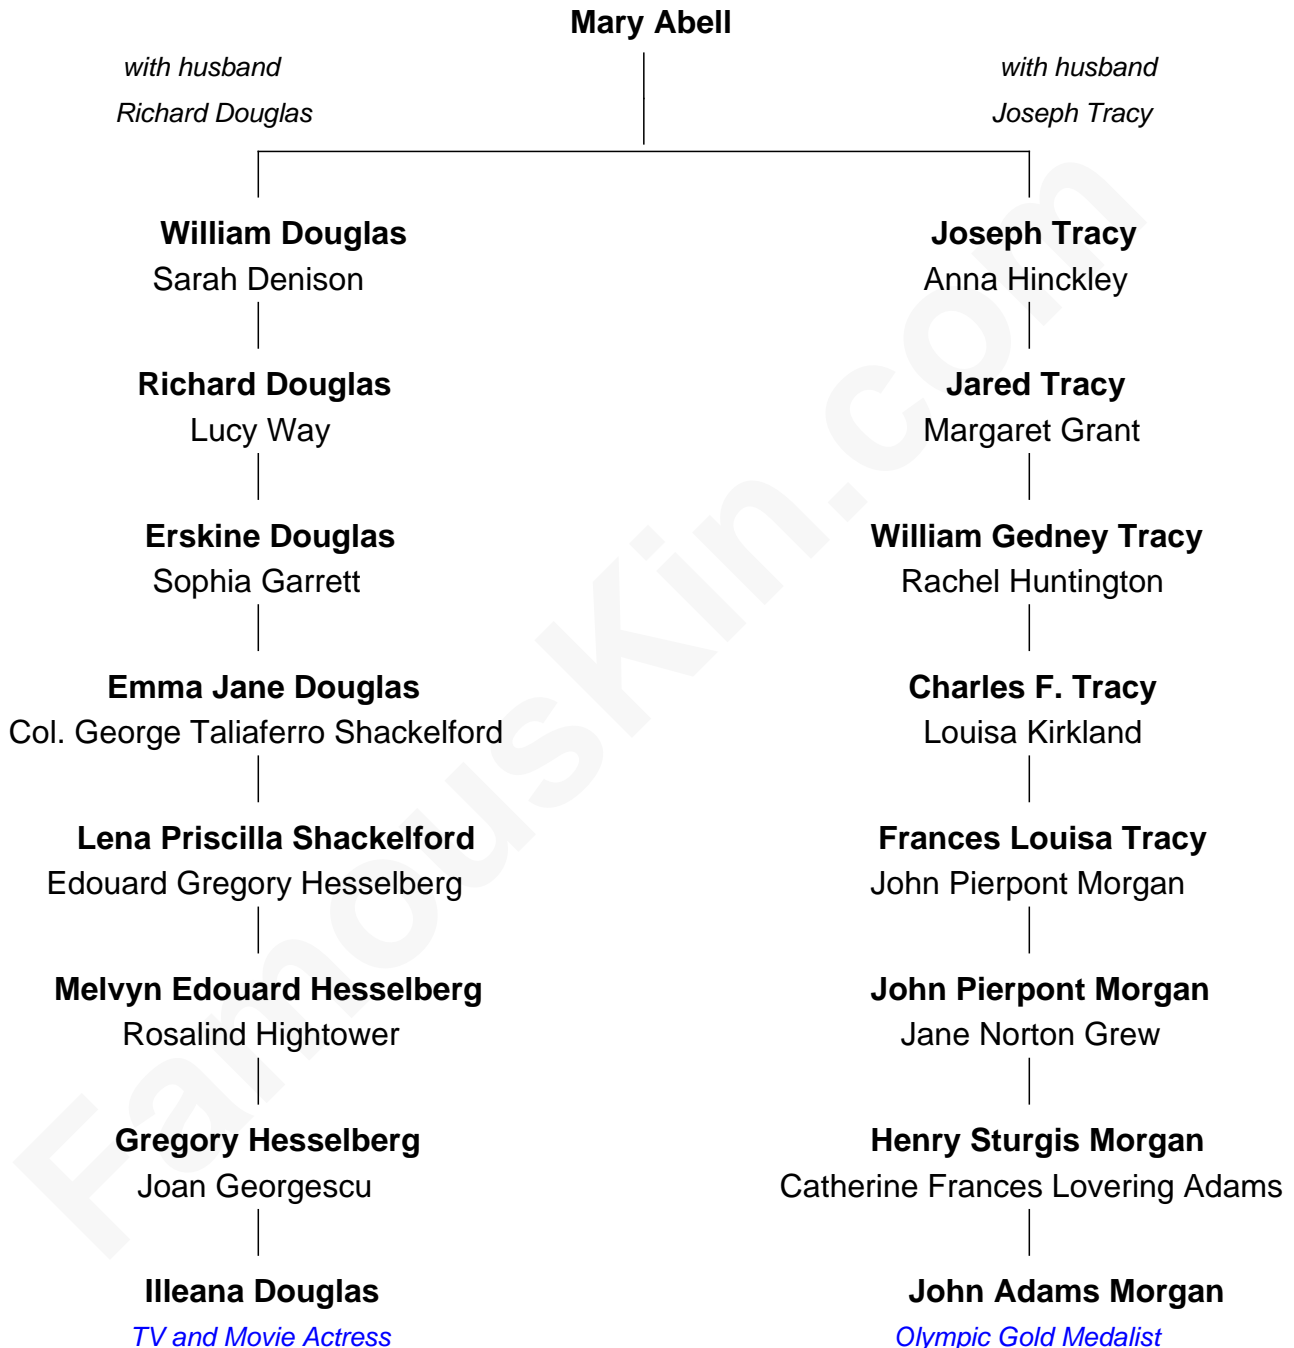 Mary Abell
with husband
Richard Douglas
with husband
Joseph Tracy
William Douglas
Sarah Denison
Joseph Tracy
Anna Hinckley
Richard Douglas
Lucy Way
Jared Tracy
Margaret Grant
Erskine Douglas
Sophia Garrett
William Gedney Tracy
Rachel Huntington
Emma Jane Douglas
Col. George Taliaferro Shackelford
Charles F. Tracy
Louisa Kirkland
Lena Priscilla Shackelford
Edouard Gregory Hesselberg
Frances Louisa Tracy
John Pierpont Morgan
Melvyn Edouard Hesselberg
Rosalind Hightower
John Pierpont Morgan
Jane Norton Grew
Gregory Hesselberg
Joan Georgescu
Henry Sturgis Morgan
Catherine Frances Lovering Adams
Illeana Douglas
TV and Movie Actress
John Adams Morgan
Olympic Gold Medalist
FamousKin.com